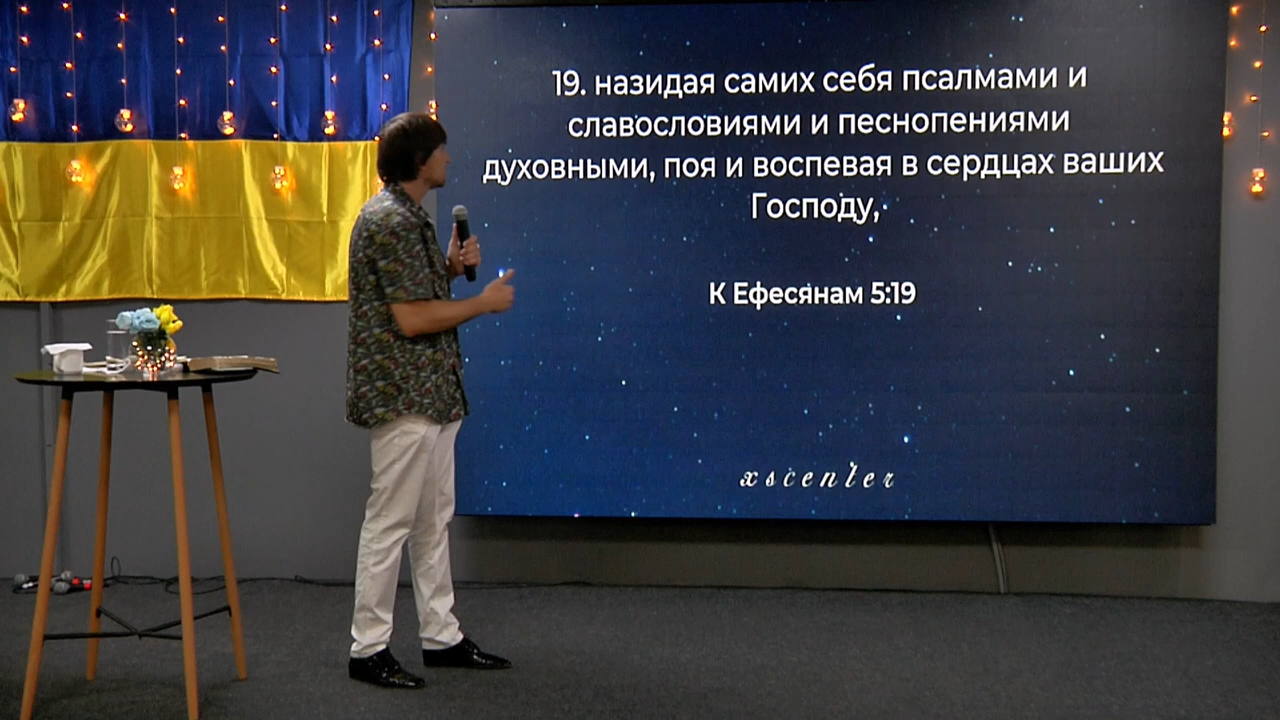 19. назидая самих себя псалмами и
славословиями и песнопениями
духовными, поя и воспевая в сердцах ваших
Господу,
К Ефесянам 5:19
xscenter